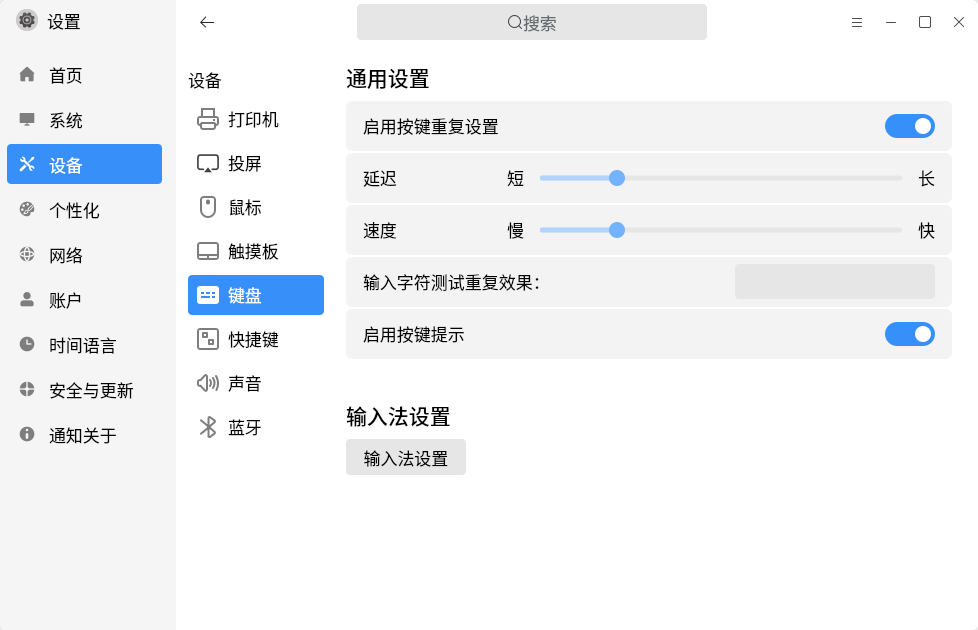 设置
搜索
首页
系统
设备
个性化
网络
账户
时间语言
安全与更新
通知关于
设备
打印机
投屏
鼠标
触摸板
键盘
快捷键
声音
蓝牙
通用设置
启用按键重复设置
延迟 短 长
速度 慢 快
输入字符测试重复效果：
启用按键提示
输入法设置
输入法设置